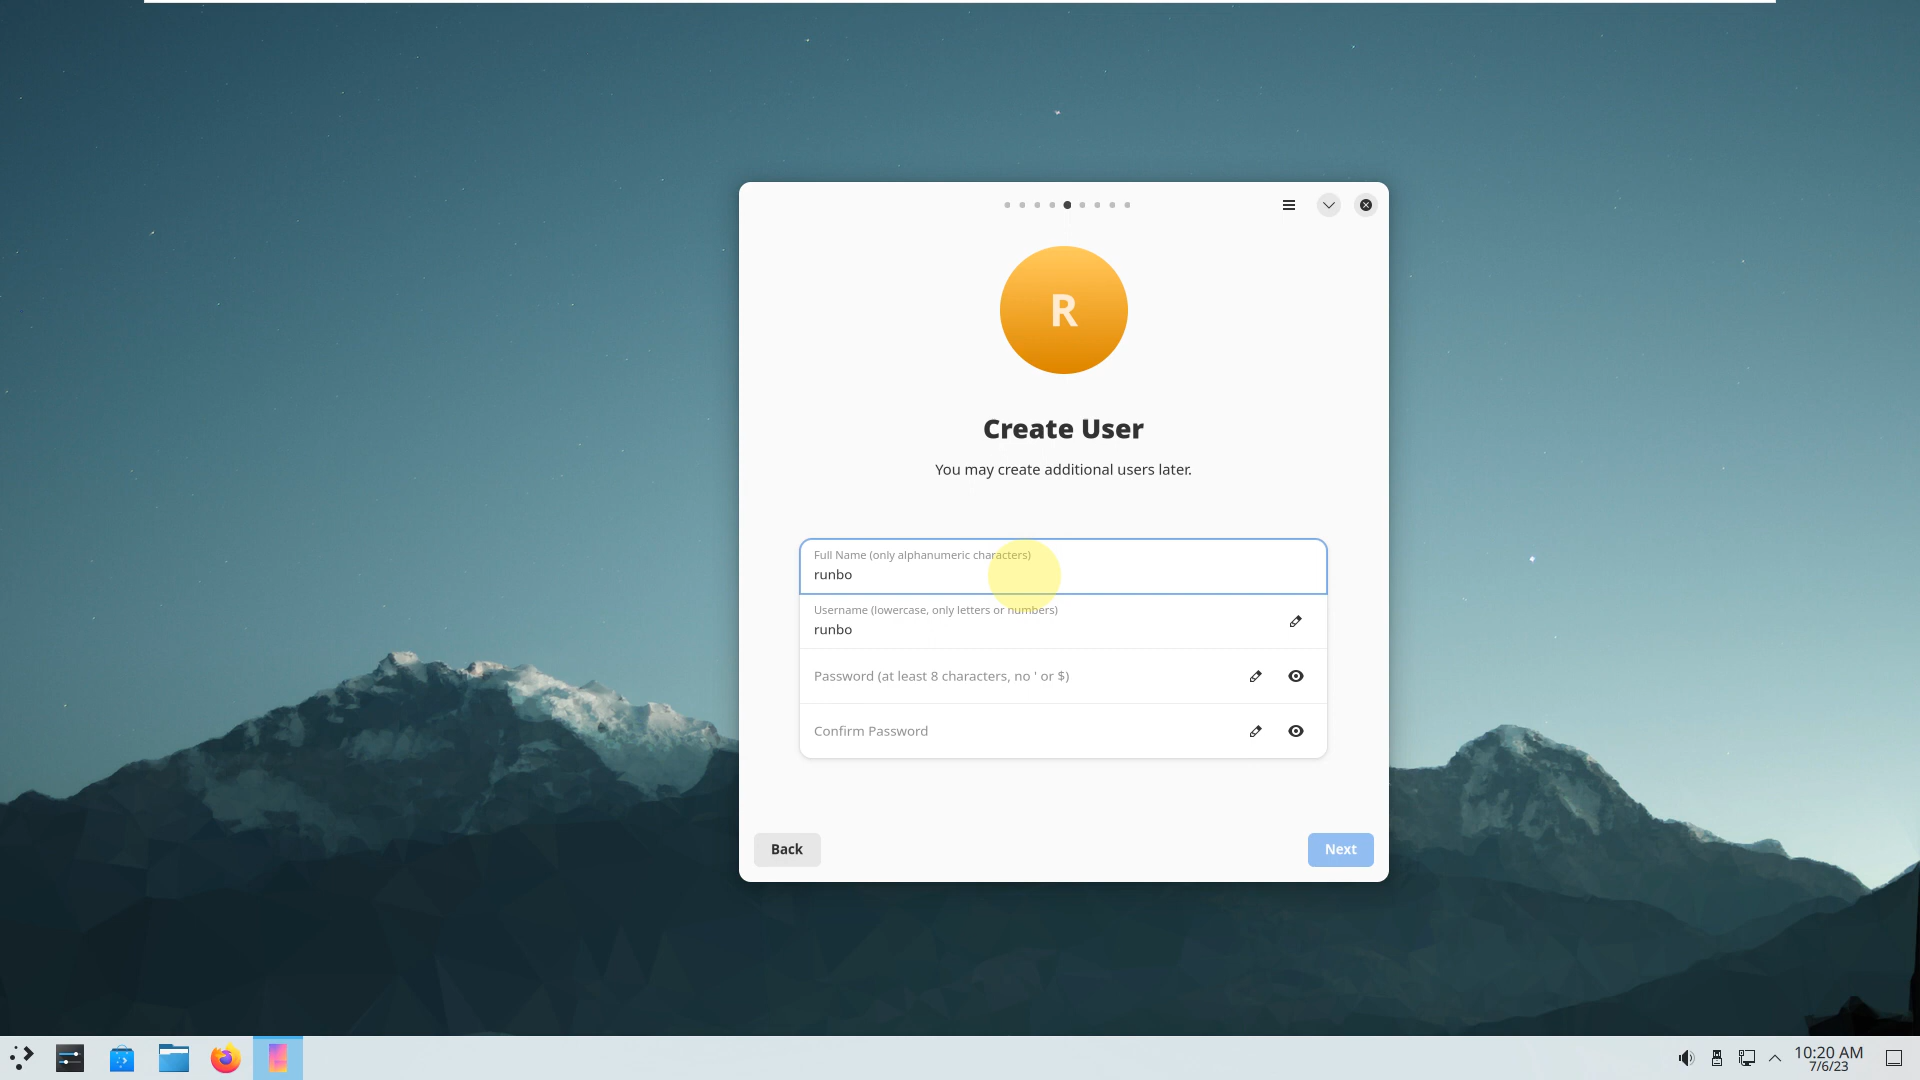 R
Create User
You may create additional users later.
Full Name (only alphanumeric characters)
runbo
Username (lowercase, only letters or numbers)
runbo
Password (at least 8 characters, no ' or $)
Confirm Password
Back
Next
10:20 AM
7/6/23